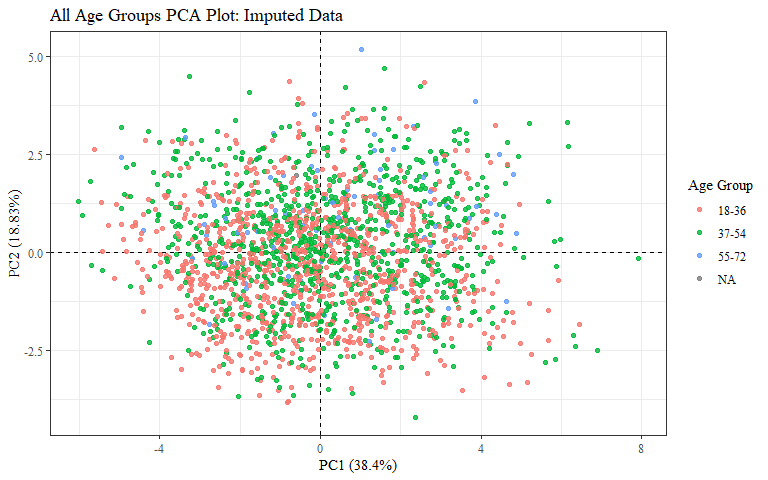 All Age Groups PCA Plot: Imputed Data
PC2 (18.83%)
5.0
2.5
0.0
-2.5
-4
0
4
8
PC1 (38.4%)
Age Group
18-36
37-54
55-72
NA